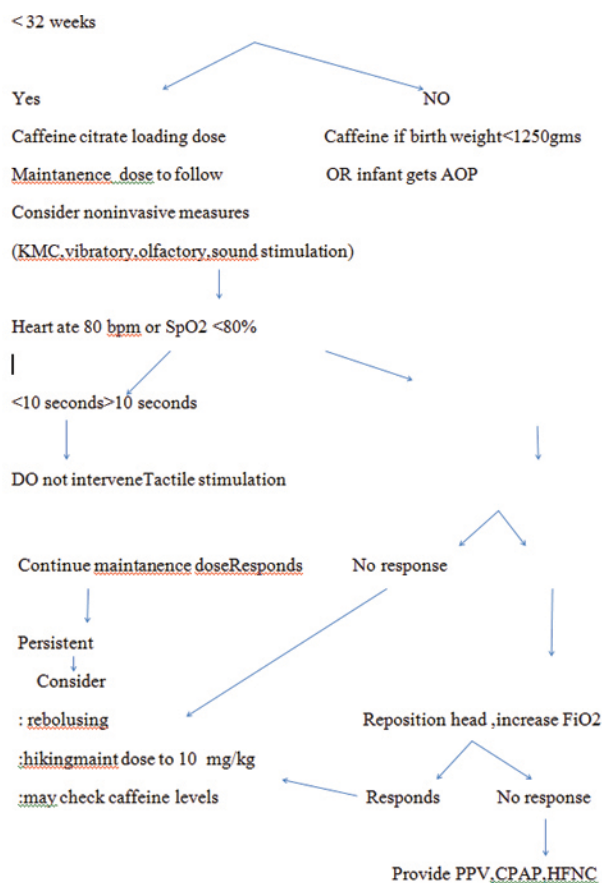 < 32 weeks
Yes NO
Caffeine citrate loading dose Caffeine if birth weight<1250gms
Maintanence dose to follow OR infant gets AOP
Consider noninvasive measures
(KMC,vibratory,olfactory,sound stimulation)
Heart ate 80 bpm or SpO2 <80%
<10 seconds>10 seconds
DO not interveneTactile stimulation
Continue maintanence doseResponds No response
Persistent
Consider
: rebolusing Reposition head ,increase FiO2
:hikingmaint dose to 10 mg/kg
:may check caffeine levels Responds No response
Provide PPV,CPAP,HFNC